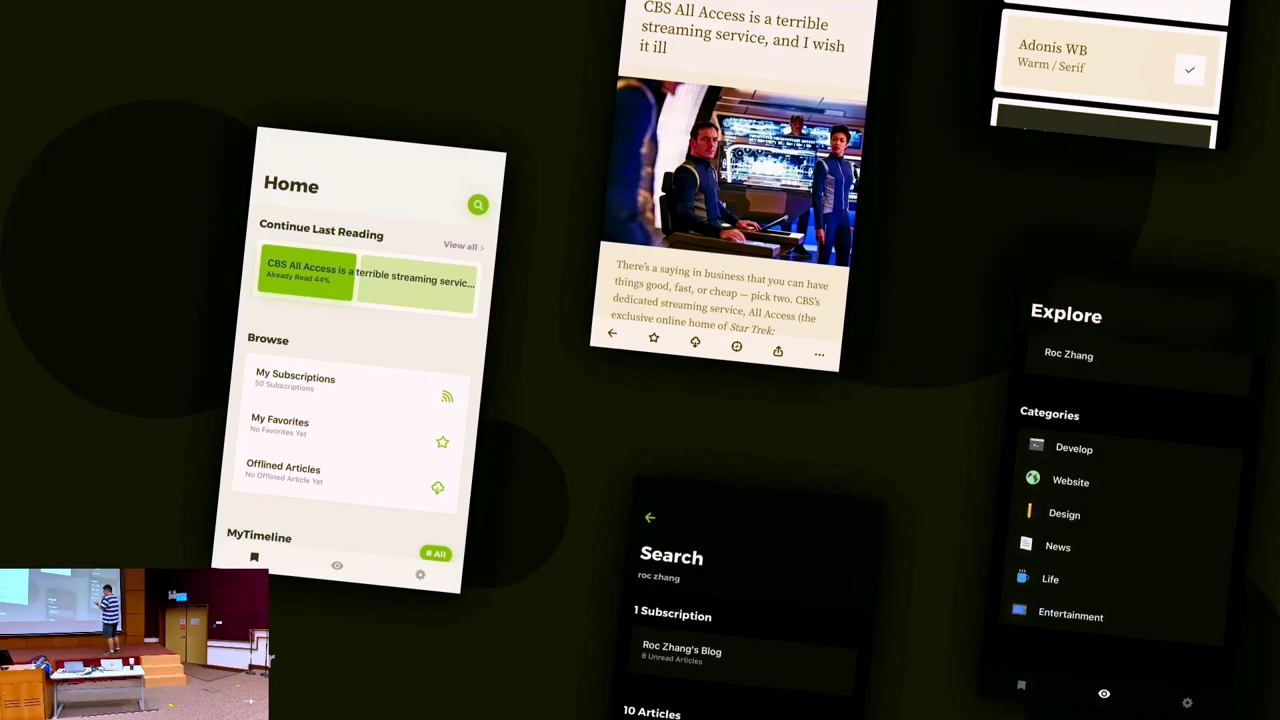 Home
Continue Last Reading
View all
CBS All Access is a terrible streaming servic...
Already Read 44%
Browse
My Subscriptions
50 Subscriptions
My Favorites
No Favorites Yet
Offlined Articles
No Offlined Article Yet
MyTimeline
# All
CBS All Access is a terrible
streaming service, and I wish
it ill
There's a saying in business that you can have
things good, fast, or cheap — pick two. CBS's
dedicated streaming service, All Access (the
exclusive online home of Star Trek:
Search
roc zhang
1 Subscription
Roc Zhang's Blog
8 Unread Articles
10 Articles
Adonis WB
Warm / Serif
Explore
Roc Zhang
Categories
Develop
Website
Design
News
Life
Entertainment